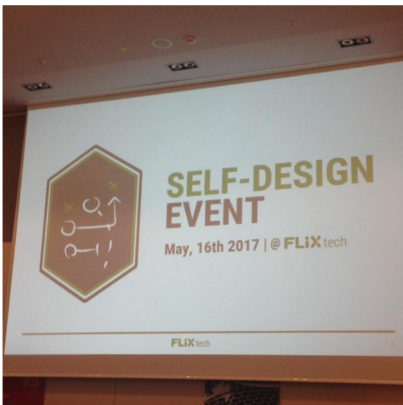 SELF-DESIGN
EVENT
May, 16th 2017 | @ FLiX tech
FLiX tech